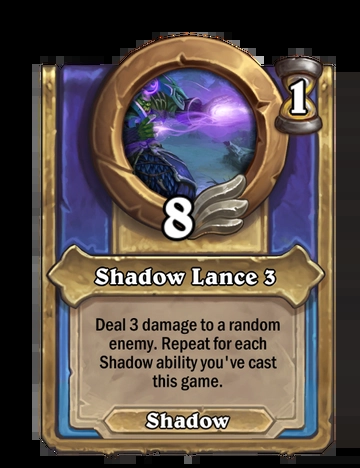 1
8
Shadow Lance 3
Deal 3 damage to a random
enemy. Repeat for each
Shadow ability you've cast
this game.
Shadow